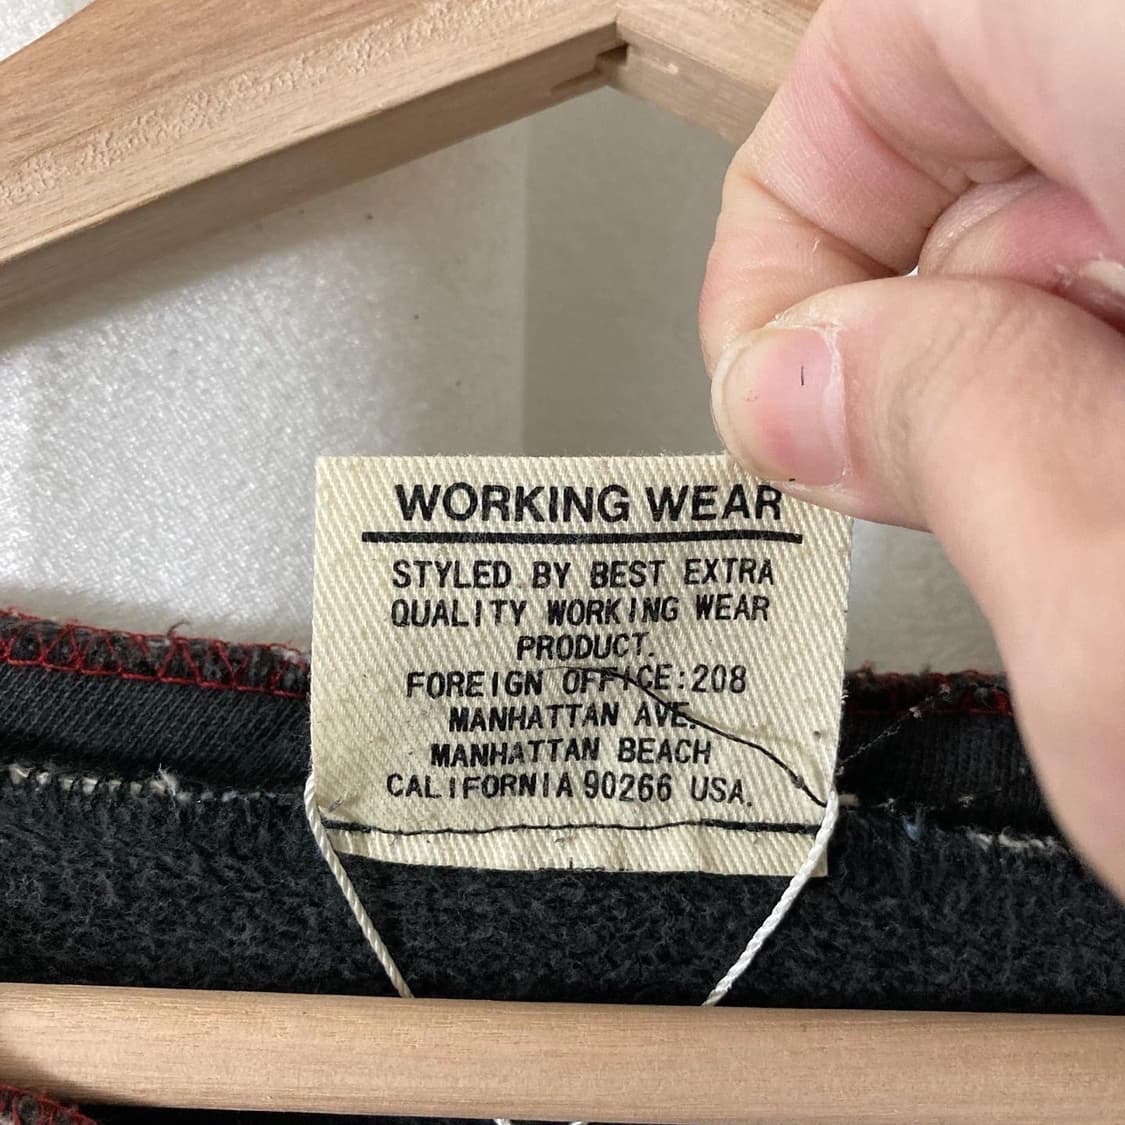 WORKING WEAR
STYLED BY BEST EXTRA
QUALITY WORKING WEAR
PRODUCT.
FOREIGN OFFICE:208
MANHATTAN AVE.
MANHATTAN BEACH
CALIFORNIA 90266 USA.